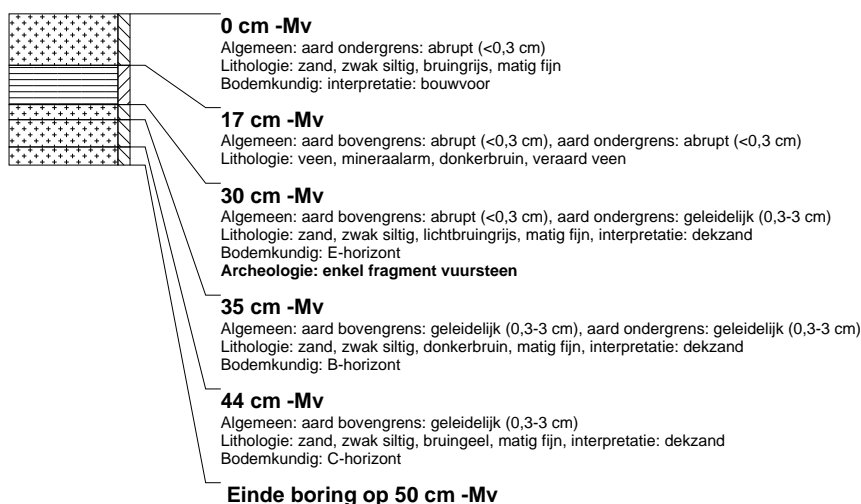 0 cm -Mv
Algemeen: aard ondergrens: abrupt (<0,3 cm)
Lithologie: zand, zwak siltig, bruingrijs, matig fijn
Bodemkundig: interpretatie: bouwvoor
17 cm -Mv
Algemeen: aard bovengrens: abrupt (<0,3 cm), aard ondergrens: abrupt (<0,3 cm)
Lithologie: veen, mineraalarm, donkerbruin, veraard veen
30 cm -Mv
Algemeen: aard bovengrens: abrupt (<0,3 cm), aard ondergrens: geleidelijk (0,3-3 cm)
Lithologie: zand, zwak siltig, lichtbruingrijs, matig fijn, interpretatie: dekzand
Bodemkundig: E-horizont
Archeologie: enkel fragment vuursteen
35 cm -Mv
Algemeen: aard bovengrens: geleidelijk (0,3-3 cm), aard ondergrens: geleidelijk (0,3-3 cm)
Lithologie: zand, zwak siltig, donkerbruin, matig fijn, interpretatie: dekzand
Bodemkundig: B-horizont
44 cm -Mv
Algemeen: aard bovengrens: geleidelijk (0,3-3 cm)
Lithologie: zand, zwak siltig, bruingeel, matig fijn, interpretatie: dekzand
Bodemkundig: C-horizont
Einde boring op 50 cm -Mv